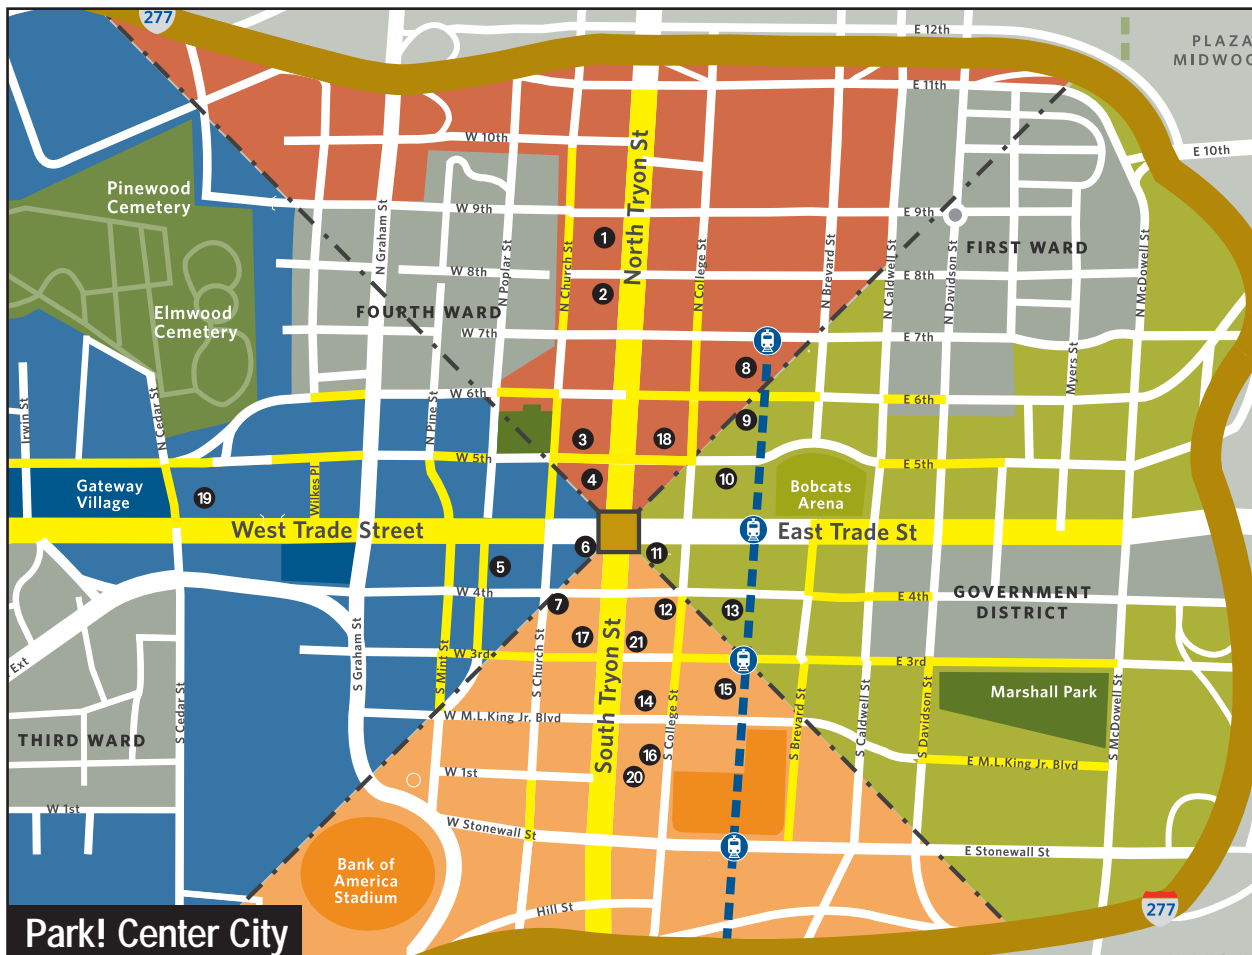 277
E 12th
PLAZA
MIDWOO
E 11th
W 10th
E 10th
Pinewood
Cemetery
N Graham St
W 9th
North Tryon St
E 9th
1
N Poplar St
N Church St
N College St
N Brevard St
N Caldwell St
N Davidson St
FIRST WARD
N McDowell St
W 8th
E 8th
2
Elmwood
Cemetery
FOURTH WARD
W 7th
E 7th
8
Myers St
Irwin St
N Cedar St
N Pine St
W 6th
E 6th
9
3
18
W 5th
E 5th
4
10
Gateway
Village
19
Wilkes Pl
Bobcats
Arena
West Trade Street
East Trade St
6
11
5
W 4th
E 4th
GOVERNMENT
DISTRICT
7
12
13
17
21
Ext
S Graham St
S Mint St
W 3rd
S Church St
South Tryon St
E 3rd
15
14
S Cedar St
S College St
S Brevard St
S Caldwell St
S Davidson St
Marshall Park
S McDowell St
W M.L.King Jr. Blvd
THIRD WARD
16
E M.L.King Jr. Blvd
W 1st
20
W 1st
W Stonewall St
E Stonewall St
Bank of
America
Stadium
Hill St
277
Park! Center City